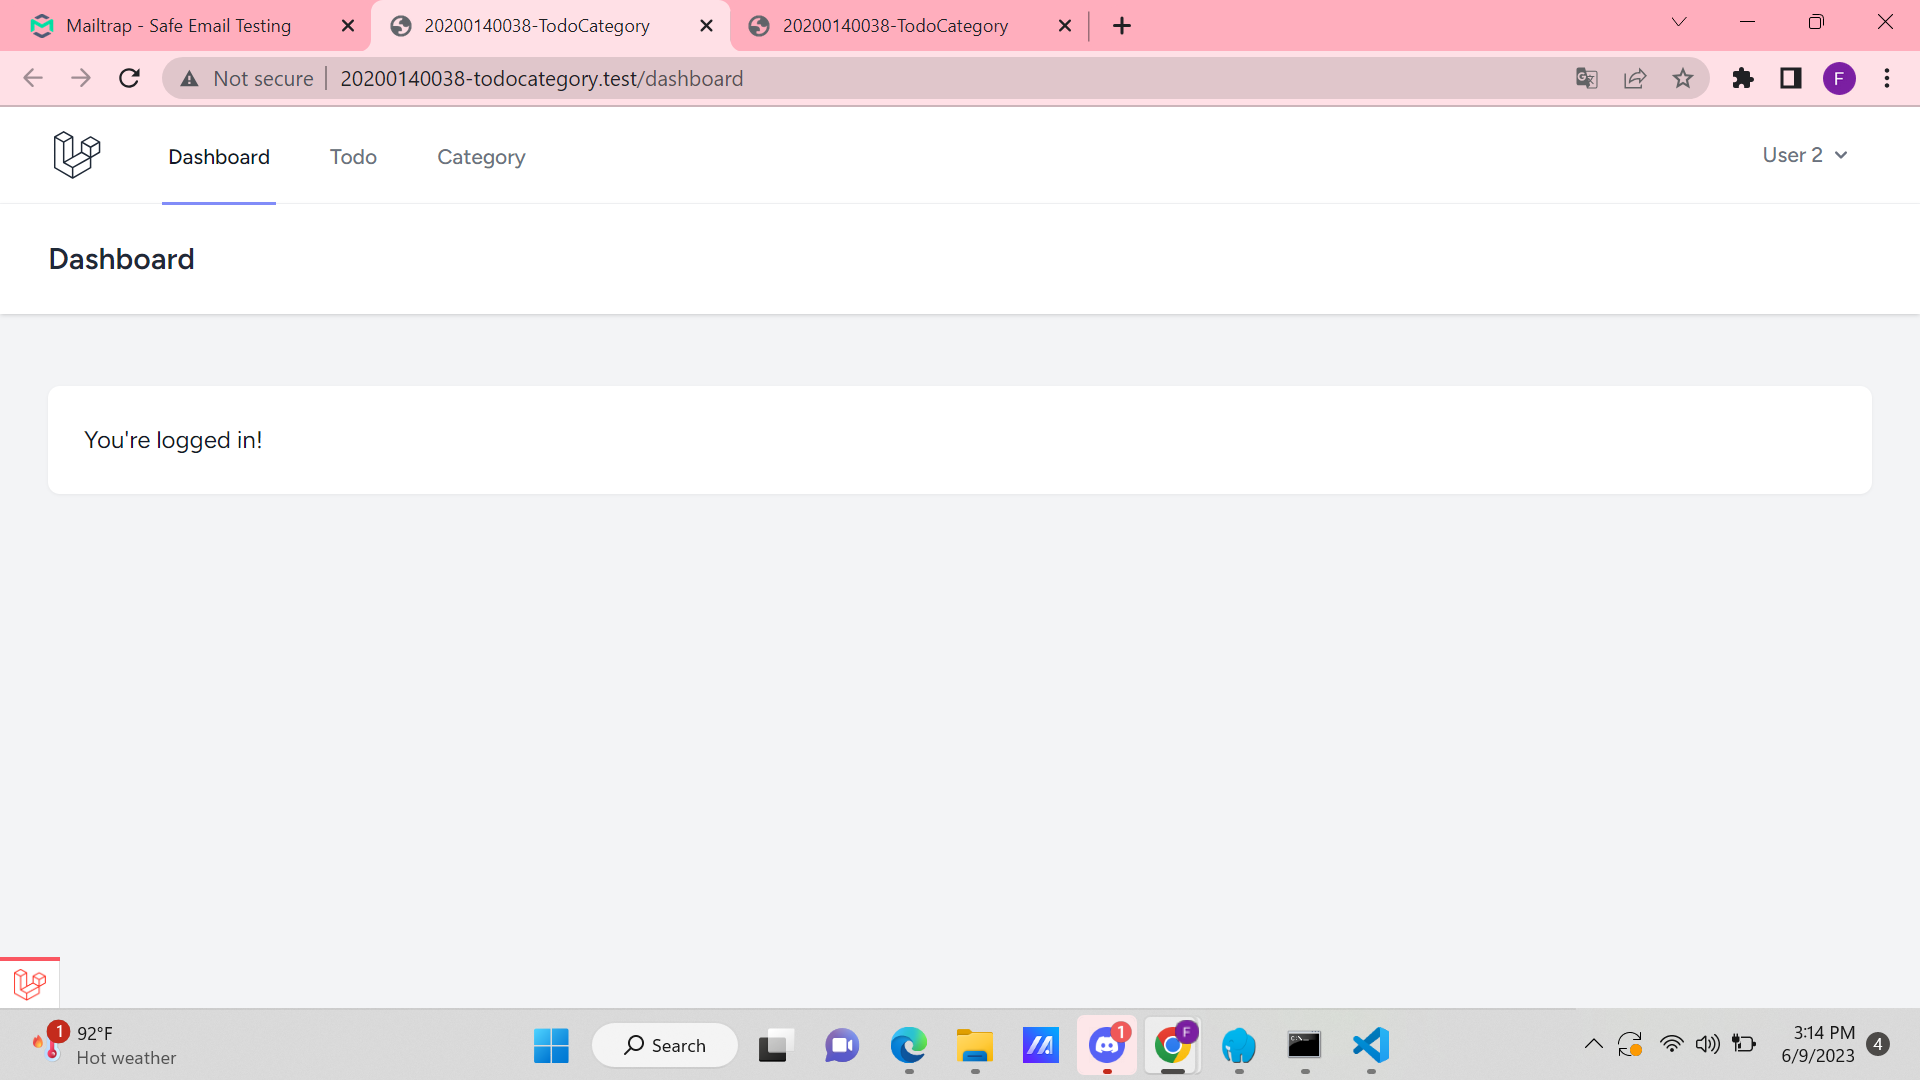 Mailtrap - Safe Email Testing
20200140038-TodoCategory
20200140038-TodoCategory
Not secure
20200140038-todocategory.test/dashboard
F
Dashboard
Todo
Category
User 2
Dashboard
You're logged in!
1
92°F
Hot weather
Search
1
F
3:14 PM
6/9/2023
4